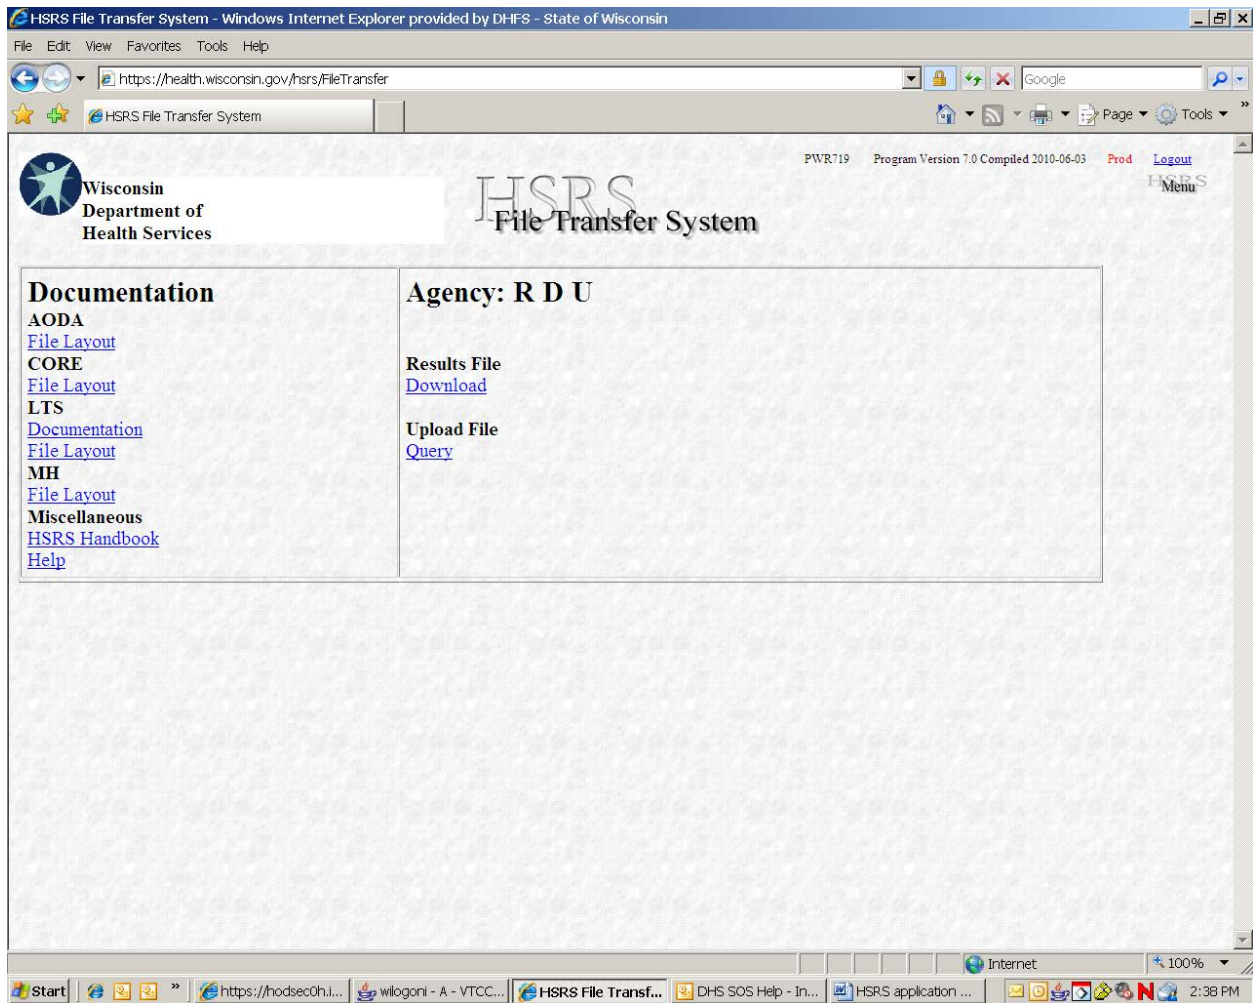 HSRS File Transfer System - Windows Internet Explorer provided by DHFS - State of Wisconsin
File Edit View Favorites Tools Help
https://health.wisconsin.gov/hsrs/FileTransfer
Google
HSRS File Transfer System
Page
Tools
»
PWR719 Program Version 7.0 Compiled 2010-06-03 Prod Logout
Wisconsin
Department of
Health Services
HSRS
File Transfer System
HSRS
Menu
Documentation
AODA
File Layout
CORE
File Layout
LTS
Documentation
File Layout
MH
File Layout
Miscellaneous
HSRS Handbook
Help
Agency: R D U
Results File
Download
Upload File
Query
Internet
100%
Start
»
https://hodsec0h.i...
wilogoni - A - VTCC...
HSRS File Transf...
DHS SOS Help - In...
HSRS application ...
2:38 PM